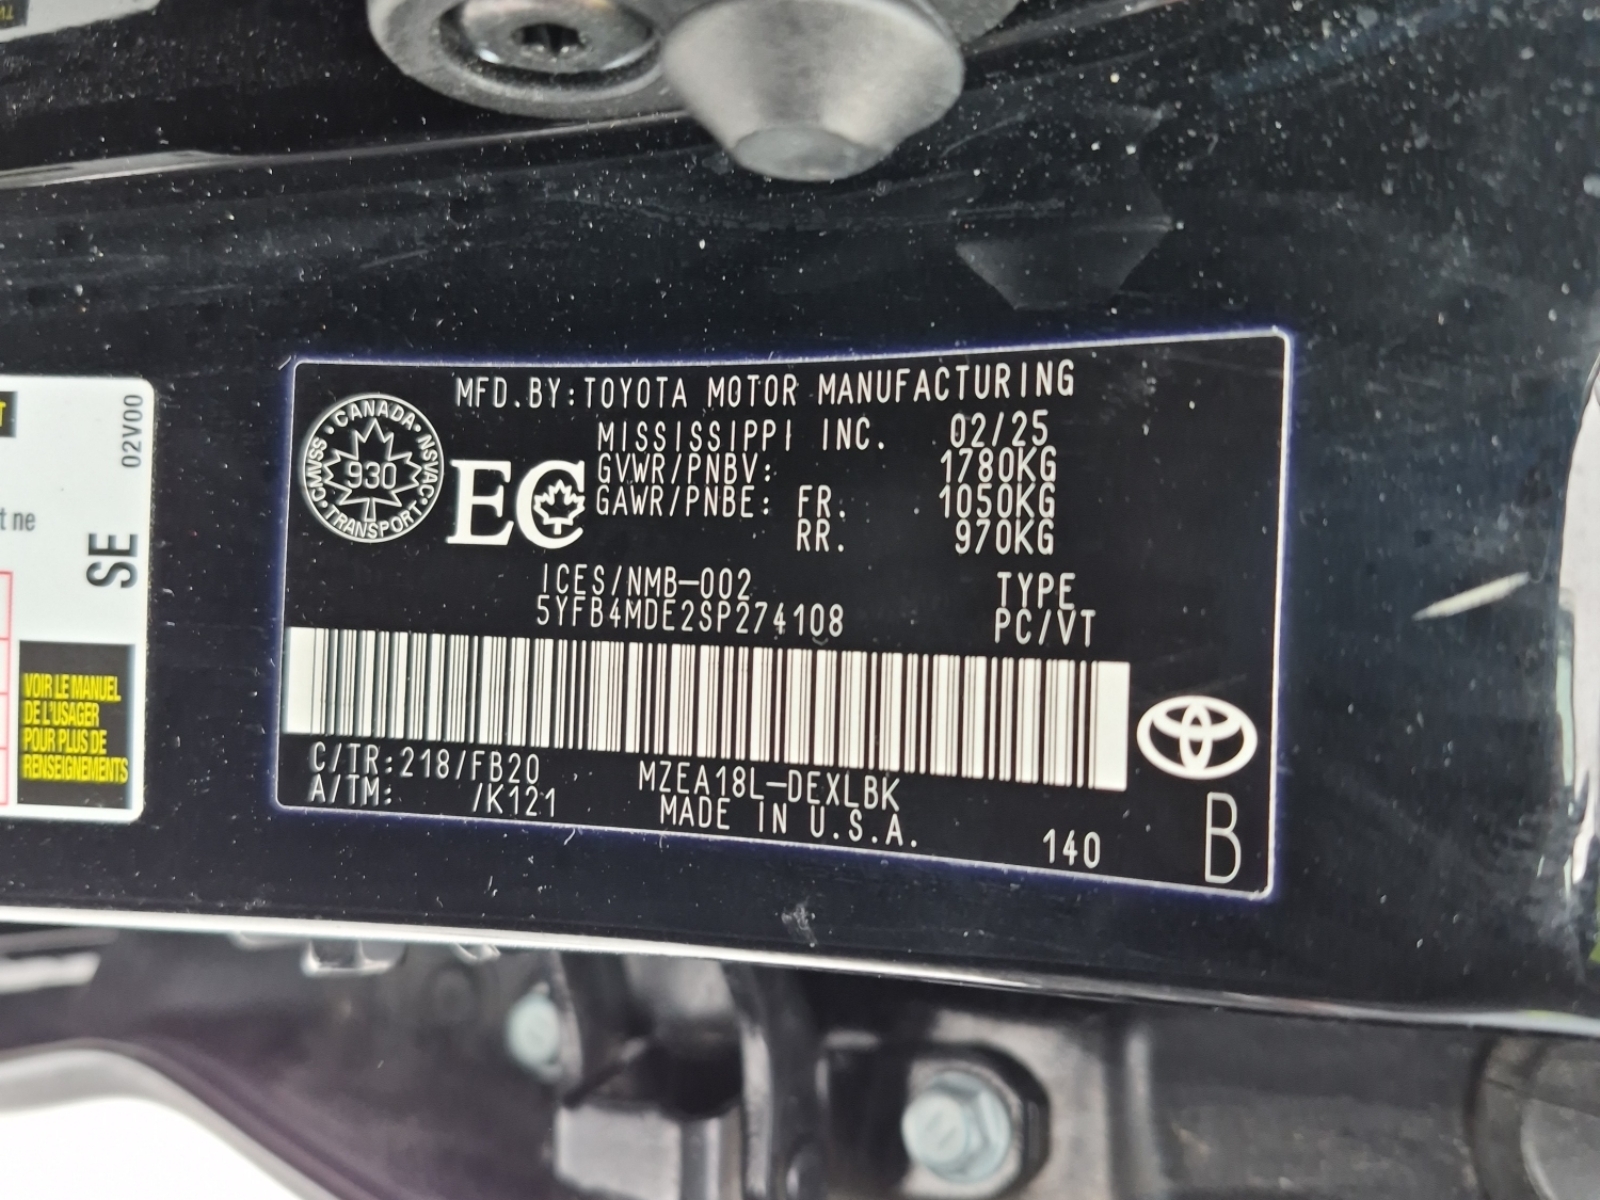 MFD.BY:TOYOTA MOTOR MANUFACTURING
MISSISSIPPI INC. 02/25
GVWR/PNBV: 1780KG
GAWR/PNBE: FR. 1050KG
RR. 970KG
CANADA
CMVSS 930 NSVAC
TRANSPORT
EC
ICES/NMB-002 TYPE
5YFB4MDE2SP274108 PC/VT
C/TR:218/FB20 MZEA18L-DEXLBK
A/TM: /K121 MADE IN U.S.A.
140
B
02V00
t ne
SE
VOIR LE MANUEL
DE L'USAGER
POUR PLUS DE
RENSEIGNEMENTS